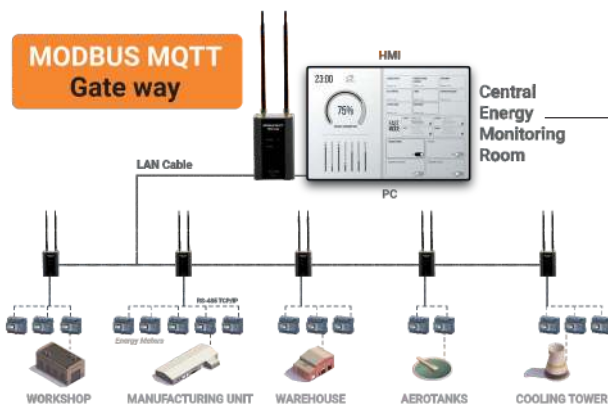 MODBUS MQTT
Gate way
HMI
23:00
75%
Central
Energy
Monitoring
Room
LAN Cable
PC
RS-485 TCP/IP
Energy Meters
WORKSHOP
MANUFACTURING UNIT
WAREHOUSE
AEROTANKS
COOLING TOWER